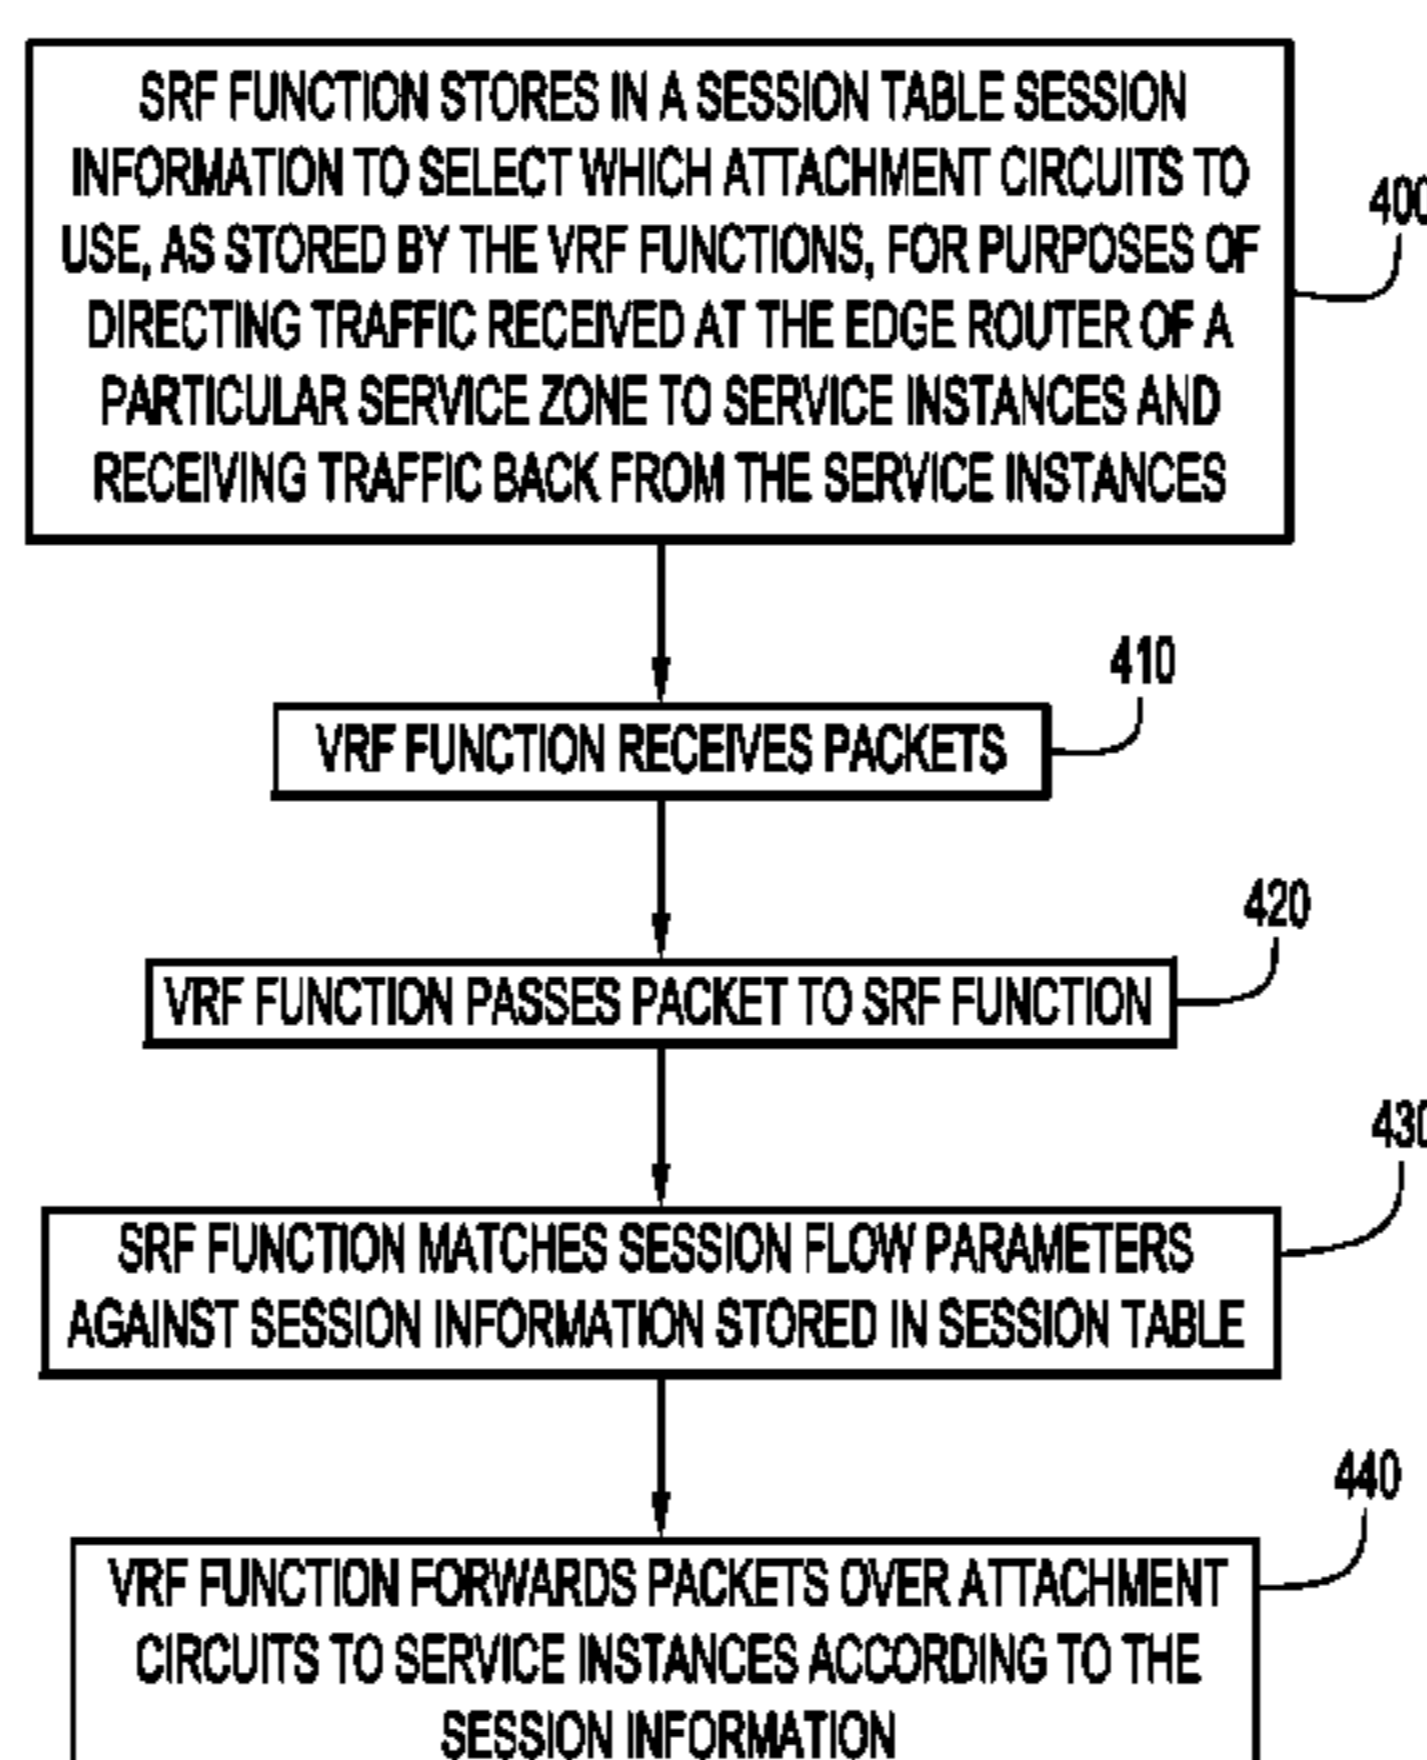 SRF FUNCTION STORES IN A SESSION TABLE SESSION
INFORMATION TO SELECT WHICH ATTACHMENT CIRCUITS TO
USE, AS STORED BY THE VRF FUNCTIONS, FOR PURPOSES OF
DIRECTING TRAFFIC RECEIVED AT THE EDGE ROUTER OF A
PARTICULAR SERVICE ZONE TO SERVICE INSTANCES AND
RECEIVING TRAFFIC BACK FROM THE SERVICE INSTANCES
400
410
VRF FUNCTION RECEIVES PACKETS
420
VRF FUNCTION PASSES PACKET TO SRF FUNCTION
430
SRF FUNCTION MATCHES SESSION FLOW PARAMETERS
AGAINST SESSION INFORMATION STORED IN SESSION TABLE
440
VRF FUNCTION FORWARDS PACKETS OVER ATTACHMENT
CIRCUITS TO SERVICE INSTANCES ACCORDING TO THE
SESSION INFORMATION